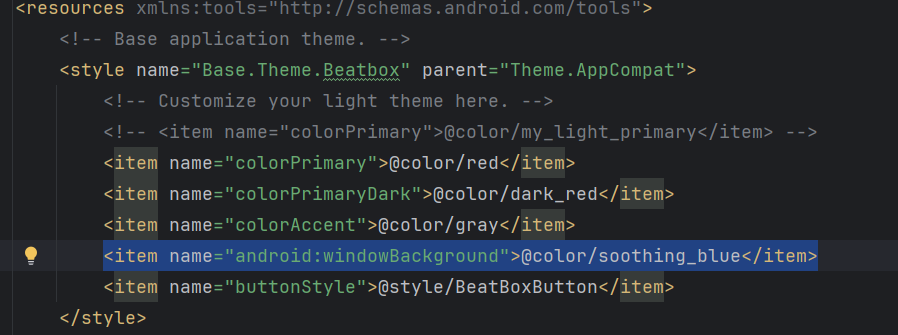 <resources xmlns:tools="http://schemas.android.com/tools">
<!-- Base application theme. -->
<style name="Base.Theme.Beatbox" parent="Theme.AppCompat">
<!-- Customize your light theme here. -->
<!-- <item name="colorPrimary">@color/my_light_primary</item> -->
<item name="colorPrimary">@color/red</item>
<item name="colorPrimaryDark">@color/dark_red</item>
<item name="colorAccent">@color/gray</item>
<item name="android:windowBackground">@color/soothing_blue</item>
<item name="buttonStyle">@style/BeatBoxButton</item>
</style>